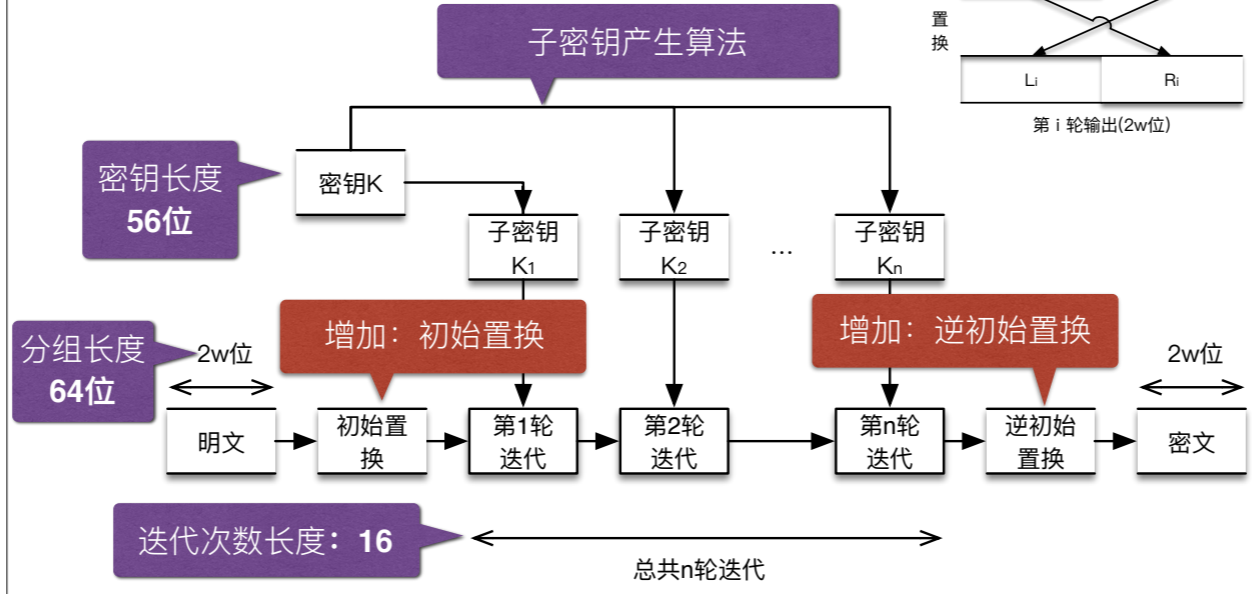 子密钥产生算法
置
换
Li
Ri
第 i 轮输出(2w位)
密钥长度
56位
密钥K
子密钥
K1
子密钥
K2
...
子密钥
Kn
增加：初始置换
增加：逆初始置换
分组长度
64位
2w位
2w位
明文
初始置
换
第1轮
迭代
第2轮
迭代
第n轮
迭代
逆初始
置换
密文
迭代次数长度：16
总共n轮迭代